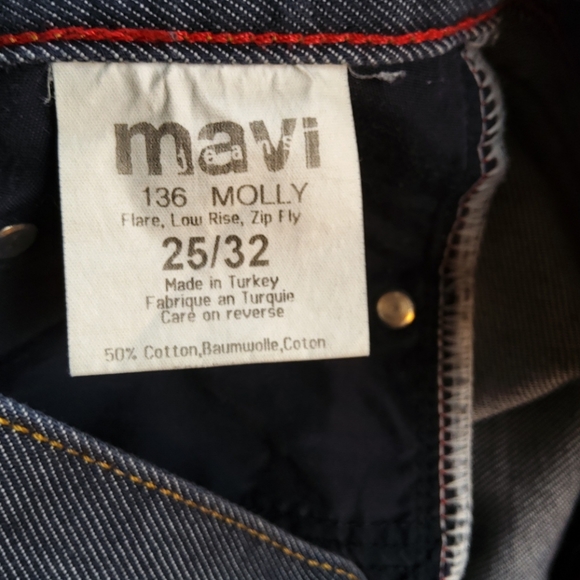 mavi
jeans
136 MOLLY
Flare, Low Rise, Zip Fly
25/32
Made in Turkey
Fabrique an Turquie
Care on reverse
50% Cotton,Baumwolle,Coton